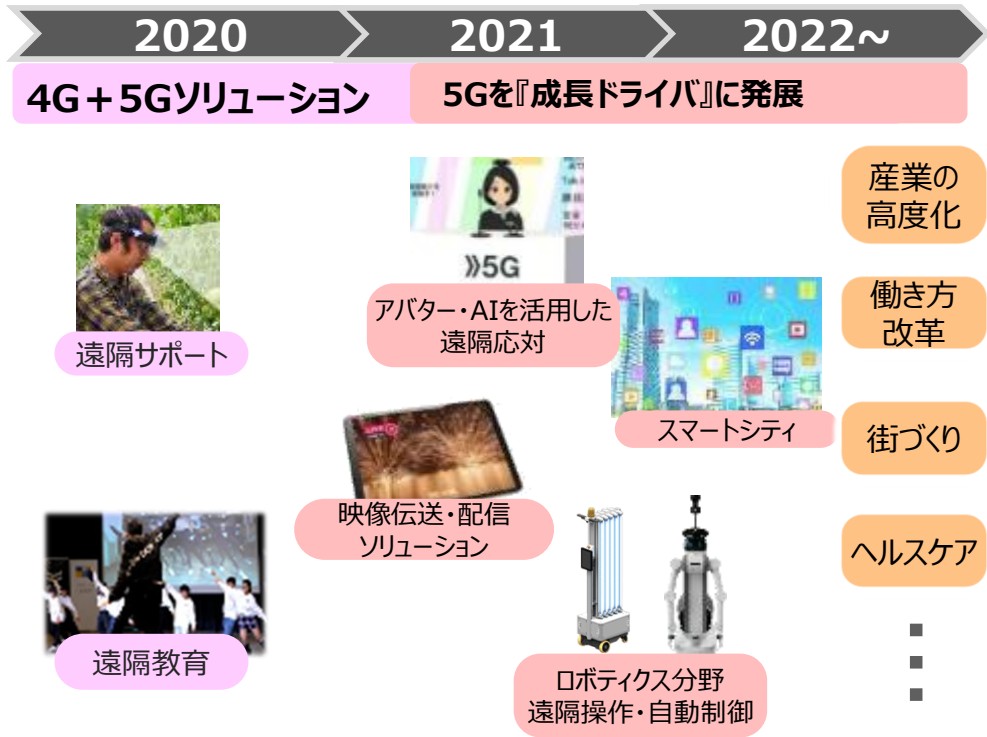 2020
2021
2022~
4G＋5Gソリューション
5Gを『成長ドライバ』に発展
産業の
高度化
》5G
アバター・AIを活用した
遠隔応対
働き方
改革
遠隔サポート
スマートシティ
街づくり
LIVE
映像伝送・配信
ソリューション
ヘルスケア
遠隔教育
ロボティクス分野
遠隔操作・自動制御